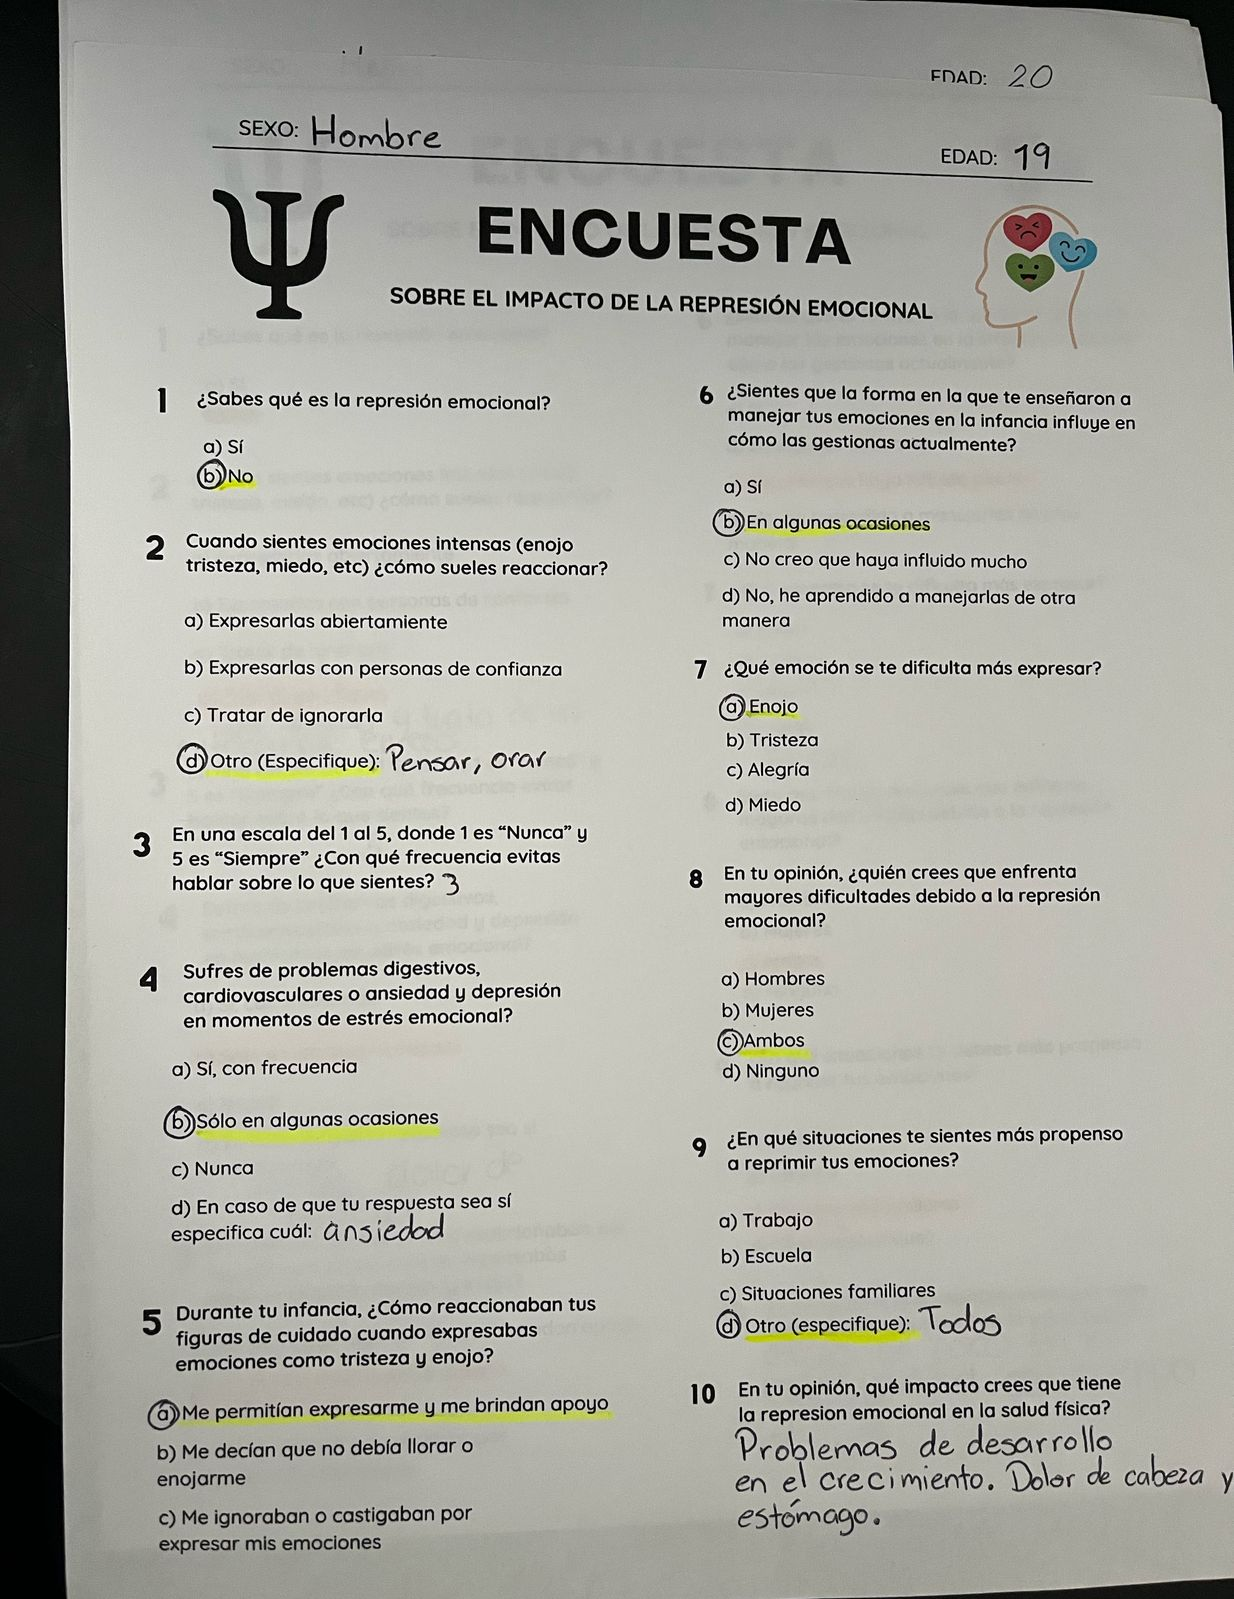 EDAD: 20
SEXO: Hombre
EDAD: 19
ENCUESTA
SOBRE EL IMPACTO DE LA REPRESIÓN EMOCIONAL
1 ¿Sabes qué es la represión emocional?
a) Sí
b) No
2 Cuando sientes emociones intensas (enojo
tristeza, miedo, etc) ¿cómo sueles reaccionar?
a) Expresarlas abiertamiente
b) Expresarlas con personas de confianza
c) Tratar de ignorarla
d) Otro (Especifique): Pensar, orar
3 En una escala del 1 al 5, donde 1 es “Nunca” y
5 es “Siempre” ¿Con qué frecuencia evitas
hablar sobre lo que sientes? 3
4 Sufres de problemas digestivos,
cardiovasculares o ansiedad y depresión
en momentos de estrés emocional?
a) Sí, con frecuencia
b) Sólo en algunas ocasiones
c) Nunca
d) En caso de que tu respuesta sea sí
especifica cuál: ansiedad
5 Durante tu infancia, ¿Cómo reaccionaban tus
figuras de cuidado cuando expresabas
emociones como tristeza y enojo?
a) Me permitían expresarme y me brindan apoyo
b) Me decían que no debía llorar o
enojarme
c) Me ignoraban o castigaban por
expresar mis emociones
6 ¿Sientes que la forma en la que te enseñaron a
manejar tus emociones en la infancia influye en
cómo las gestionas actualmente?
a) Sí
b) En algunas ocasiones
c) No creo que haya influido mucho
d) No, he aprendido a manejarlas de otra
manera
7 ¿Qué emoción se te dificulta más expresar?
a) Enojo
b) Tristeza
c) Alegría
d) Miedo
8 En tu opinión, ¿quién crees que enfrenta
mayores dificultades debido a la represión
emocional?
a) Hombres
b) Mujeres
c) Ambos
d) Ninguno
9 ¿En qué situaciones te sientes más propenso
a reprimir tus emociones?
a) Trabajo
b) Escuela
c) Situaciones familiares
d) Otro (especifique): Todos
10 En tu opinión, qué impacto crees que tiene
la represion emocional en la salud física?
Problemas de desarrollo
en el crecimiento. Dolor de cabeza y
estómago.